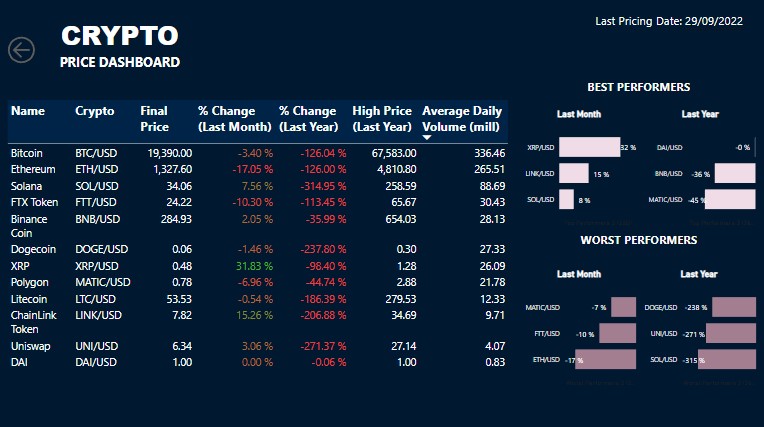 Last Pricing Date: 29/09/2022
CRYPTO
PRICE DASHBOARD
Name Crypto Final Price % Change (Last Month) % Change (Last Year) High Price (Last Year) Average Daily Volume (mill)
Bitcoin BTC/USD 19,390.00 -3.40 % -126.04 % 67,583.00 336.46
Ethereum ETH/USD 1,327.60 -17.05 % -126.00 % 4,810.80 265.51
Solana SOL/USD 34.06 7.56 % -314.95 % 258.59 88.69
FTX Token FTT/USD 24.22 -10.30 % -113.45 % 65.67 30.43
Binance Coin BNB/USD 284.93 2.05 % -35.99 % 654.03 28.13
Dogecoin DOGE/USD 0.06 -1.46 % -237.80 % 0.30 27.33
XRP XRP/USD 0.48 31.83 % -98.40 % 1.28 26.09
Polygon MATIC/USD 0.78 -6.96 % -44.74 % 2.88 21.78
Litecoin LTC/USD 53.53 -0.54 % -186.39 % 279.53 12.33
ChainLink Token LINK/USD 7.82 15.26 % -206.88 % 34.69 9.71
Uniswap UNI/USD 6.34 3.06 % -271.37 % 27.14 4.07
DAI DAI/USD 1.00 0.00 % -0.06 % 1.00 0.83
BEST PERFORMERS
Last Month Last Year
XRP/USD 32 % DAI/USD -0 %
LINK/USD 15 % BNB/USD -36 %
SOL/USD 8 % MATIC/USD -45 %
WORST PERFORMERS
Last Month Last Year
MATIC/USD -7 % DOGE/USD -238 %
FTT/USD -10 % UNI/USD -271 %
ETH/USD -17 % SOL/USD -315 %